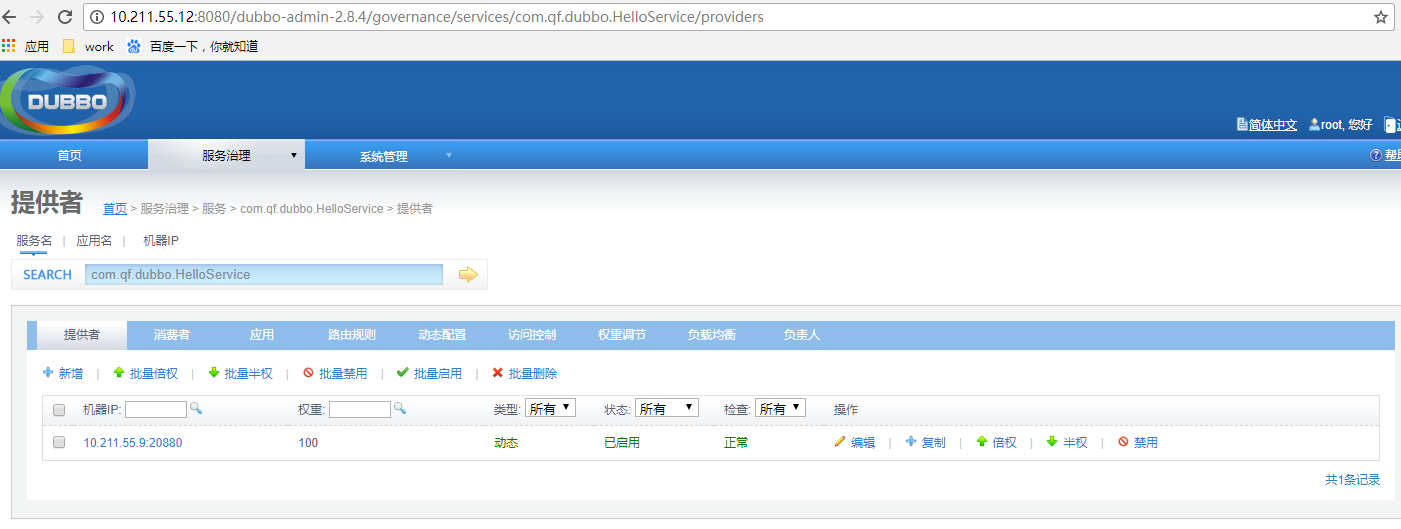 10.211.55.12:8080/dubbo-admin-2.8.4/governance/services/com.qf.dubbo.HelloService/providers
应用 work 百度一下，你就知道
DUBBO
简体中文 root, 您好
首页 服务治理 系统管理 帮
提供者 首页 > 服务治理 > 服务 > com.qf.dubbo.HelloService > 提供者
服务名 | 应用名 | 机器IP
SEARCH com.qf.dubbo.HelloService
提供者 消费者 应用 路由规则 动态配置 访问控制 权重调节 负载均衡 负责人
新增 | 批量倍权 | 批量半权 | 批量禁用 | 批量启用 | 批量删除
机器IP: 权重: 类型: 所有 状态: 所有 检查: 所有 操作
10.211.55.9:20880 100 动态 已启用 正常 编辑 | 复制 | 倍权 | 半权 | 禁用
共1条记录